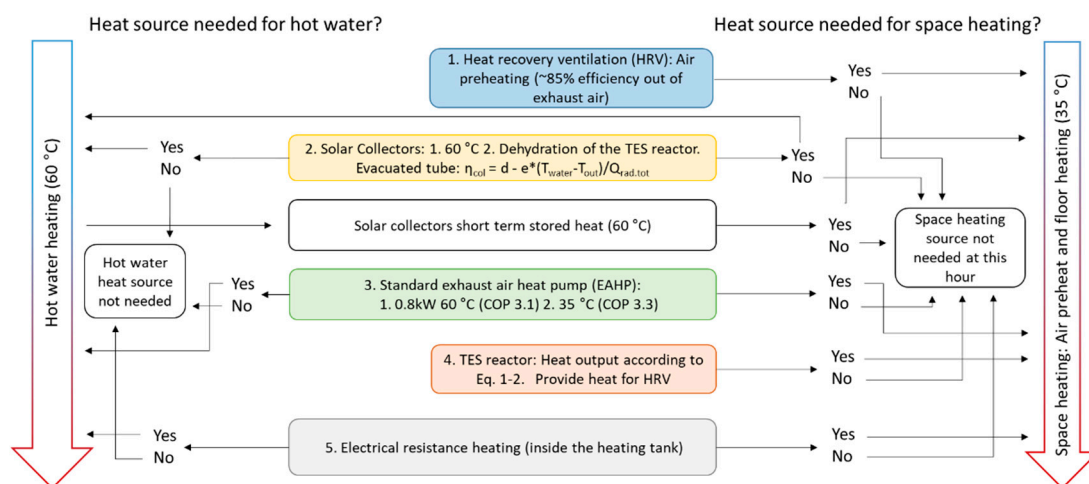 Heat source needed for hot water?
Heat source needed for space heating?
1. Heat recovery ventilation (HRV): Air
preheating (~85% efficiency out of
exhaust air)
Yes
No
2. Solar Collectors: 1. 60 °C 2. Dehydration of the TES reactor.
Evacuated tube: ηcol = d - e*(Twater-Tout)/Qrad.tot
Yes
No
Yes
No
Solar collectors short term stored heat (60 °C)
Yes
No
Space heating
source not
needed at this
hour
Hot water
heat source
not needed
3. Standard exhaust air heat pump (EAHP):
1. 0.8kW 60 °C (COP 3.1) 2. 35 °C (COP 3.3)
Yes
No
Yes
No
4. TES reactor: Heat output according to
Eq. 1-2. Provide heat for HRV
Yes
No
5. Electrical resistance heating (inside the heating tank)
Yes
No
Yes
No
Hot water heating (60 °C)
Space heating: Air preheat and floor heating (35 °C)